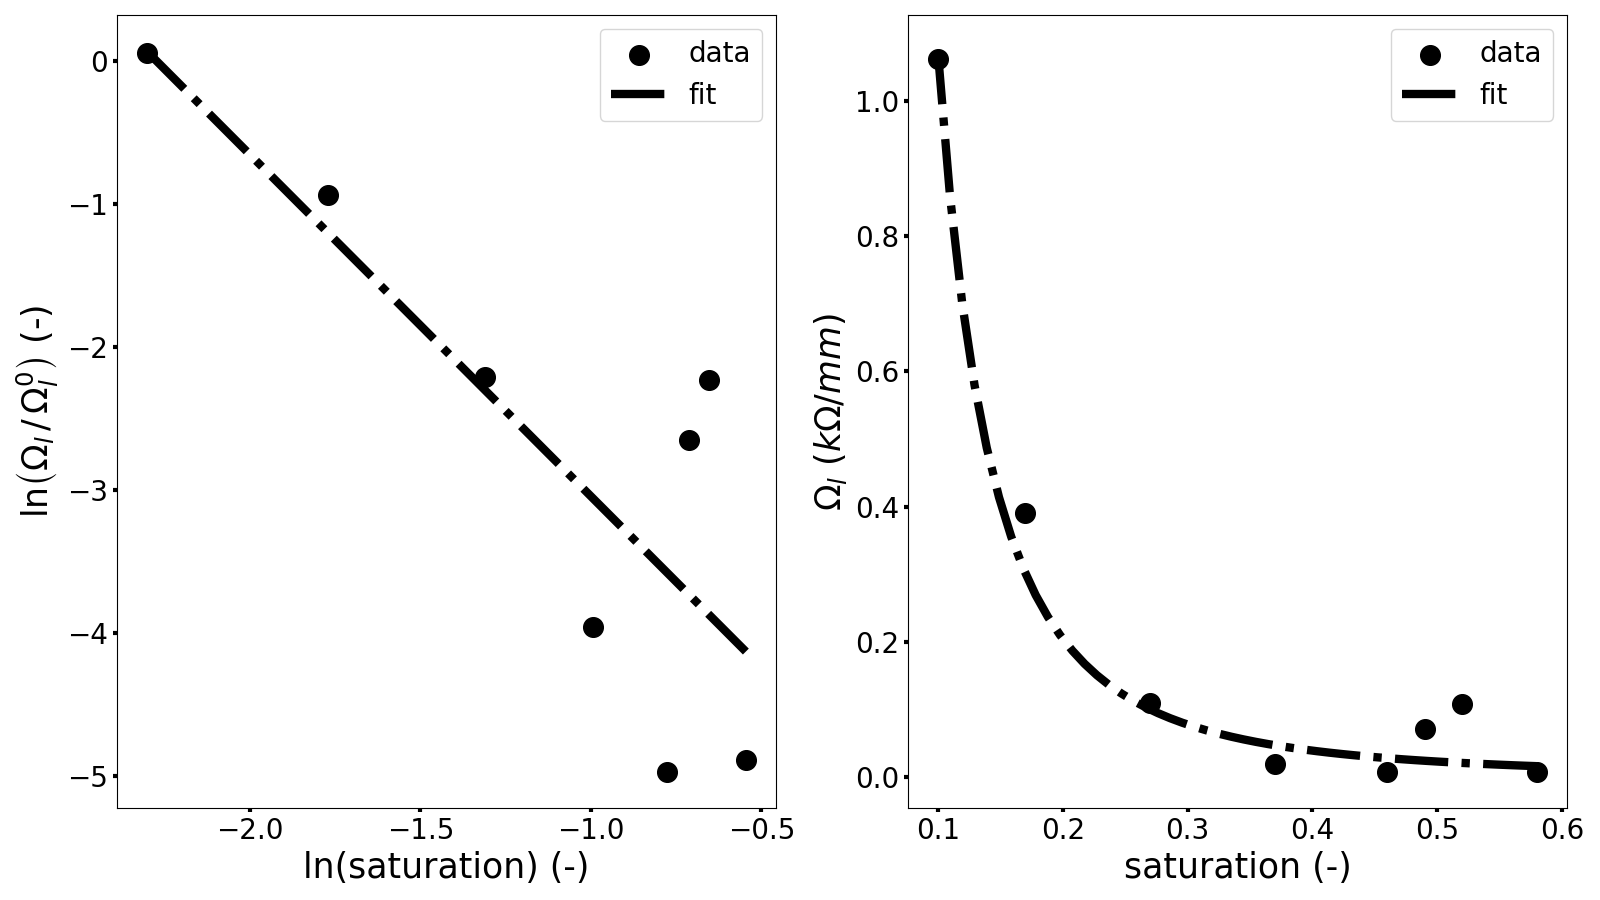 ln(Ω_l/Ω_l^0) (-)
0
−1
−2
−3
−4
−5
−2.0 −1.5 −1.0 −0.5
ln(saturation) (-)
data
fit
Ω_l (kΩ/mm)
1.0
0.8
0.6
0.4
0.2
0.0
0.1 0.2 0.3 0.4 0.5 0.6
saturation (-)
data
fit